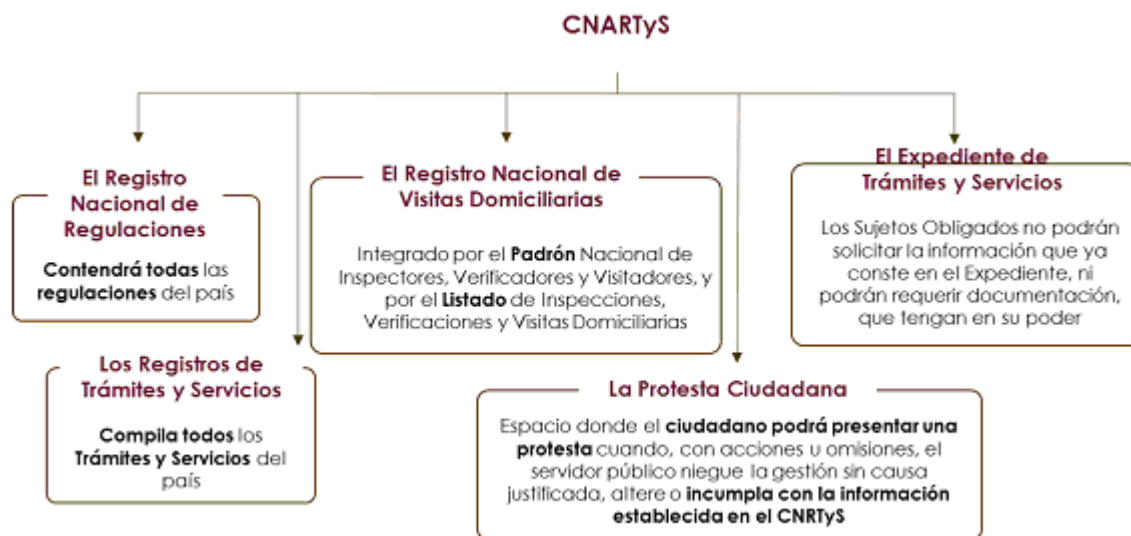 CNARTyS
El Registro
Nacional de
Regulaciones
Contendrá todas las
regulaciones del país
El Registro Nacional de
Visitas Domiciliarias
Integrado por el Padrón Nacional de
Inspectores, Verificadores y Visitadores, y
por el Listado de Inspecciones,
Verificaciones y Visitas Domiciliarias
El Expediente de
Trámites y Servicios
Los Sujetos Obligados no podrán
solicitar la información que ya
conste en el Expediente, ni
podrán requerir documentación,
que tengan en su poder
Los Registros de
Trámites y Servicios
Compila todos los
Trámites y Servicios del
país
La Protesta Ciudadana
Espacio donde el ciudadano podrá presentar una
protesta cuando, con acciones u omisiones, el
servidor público niegue la gestión sin causa
justificada, altere o incumpla con la información
establecida en el CNRTyS